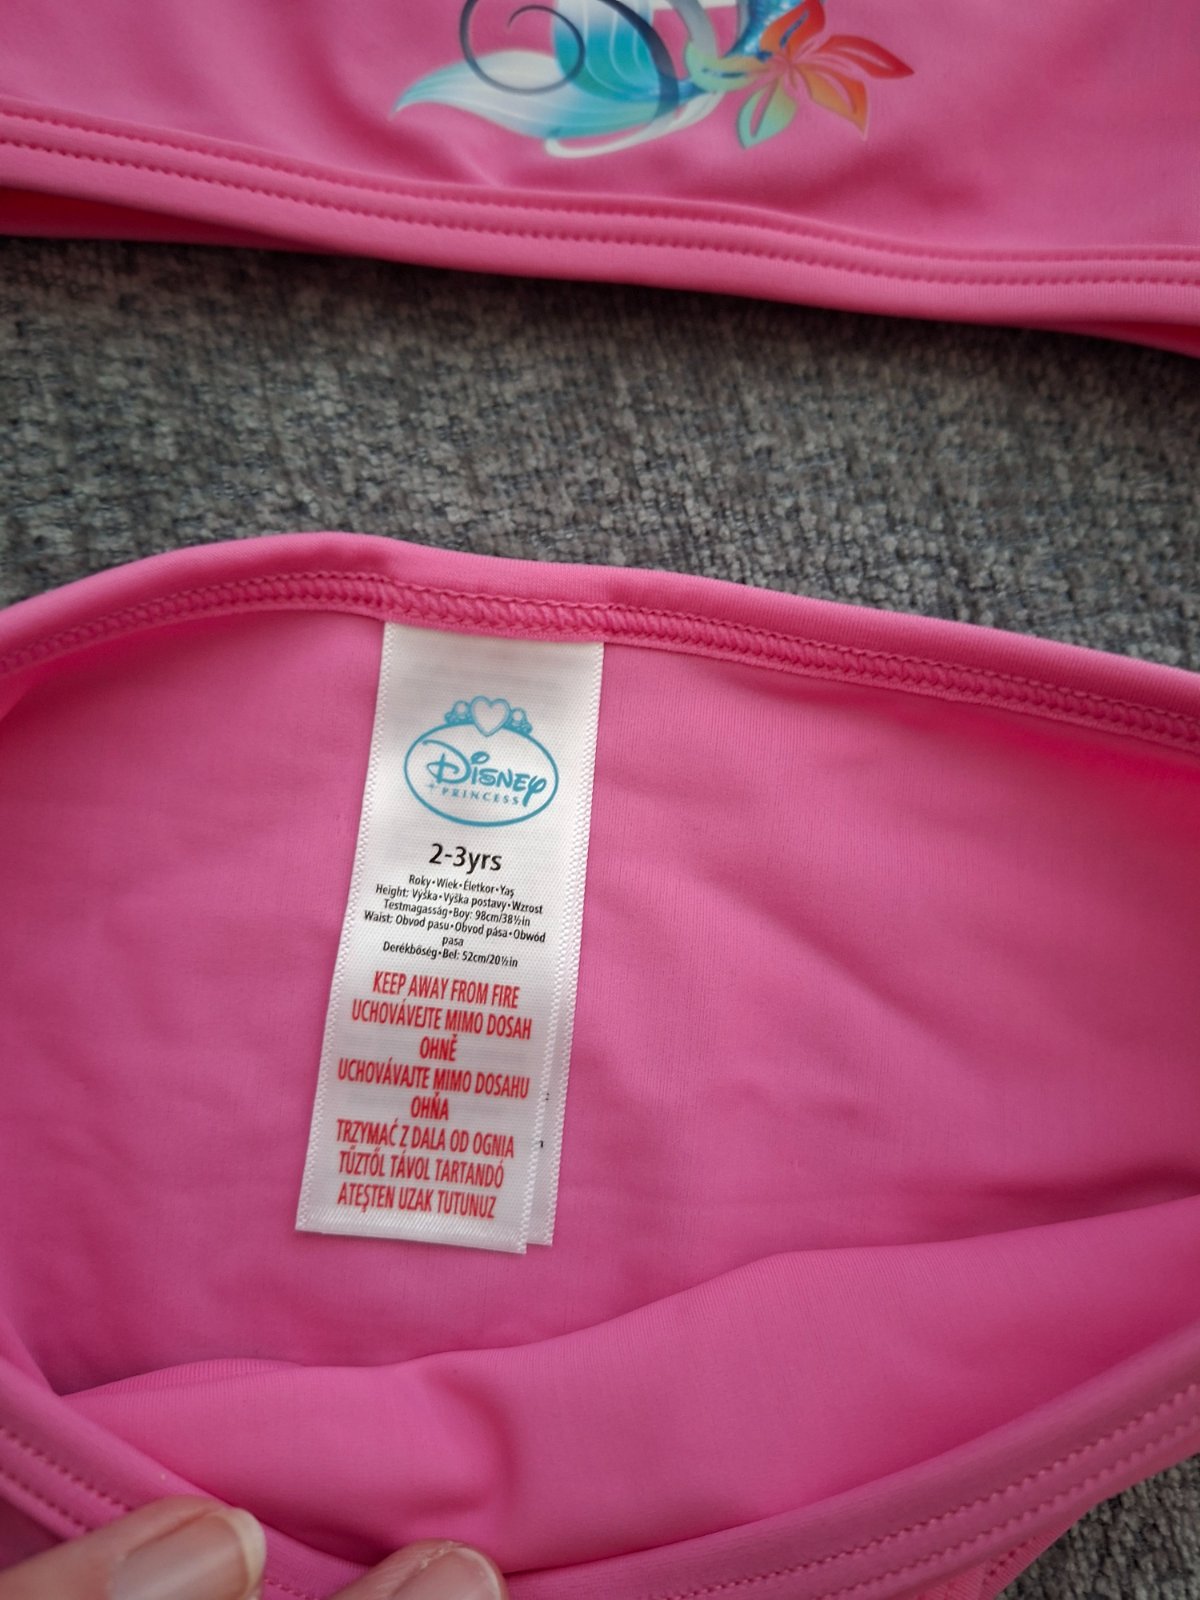 Disney
PRINCESS
2-3yrs
Roky•Wiek•Életkor•Yaş
Height: Výška•Výška postavy•Wzrost
Testmagasság•Boy: 98cm/38½in
Waist: Obvod pasu•Obvod pása•Obwód
pasa
Derékbőség•Bel: 52cm/20½in
KEEP AWAY FROM FIRE
UCHOVÁVEJTE MIMO DOSAH
OHNĚ
UCHOVÁVAJTE MIMO DOSAHU
OHŇA
TRZYMAĆ Z DALA OD OGNIA
TŰZTŐL TÁVOL TARTANDÓ
ATEŞTEN UZAK TUTUNUZ